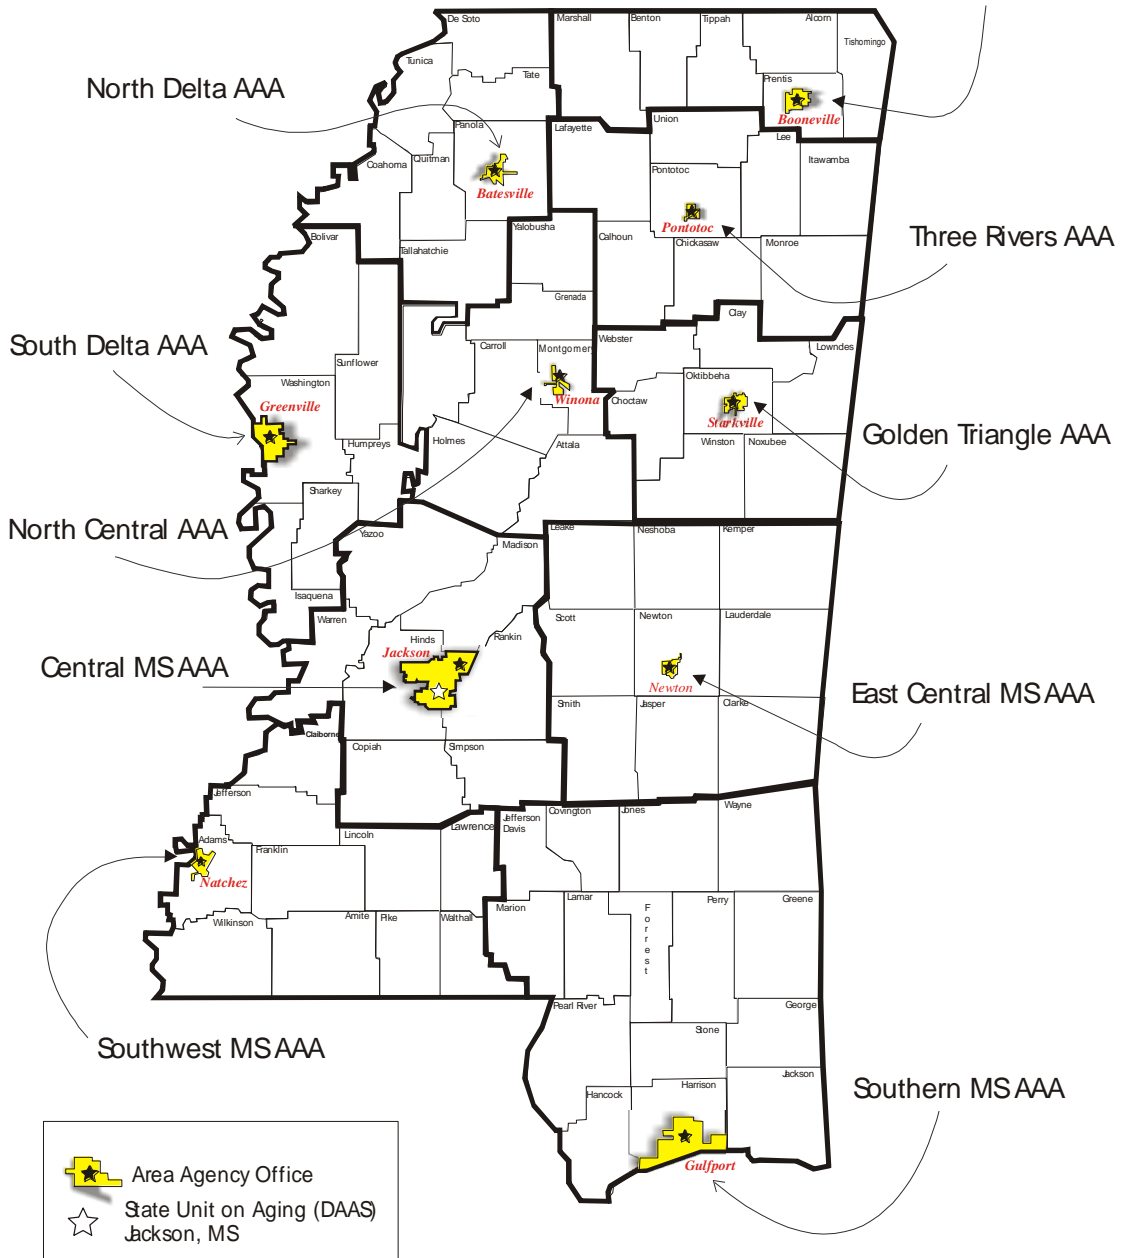 De Soto
Marshall
Benton
Tippah
Alcorn
Tishomingo
Tunica
Tate
Prentis
North Delta AAA
Booneville
Panola
Lafayette
Union
Lee
Coahoma
Quitman
Itawamba
Pontotoc
Batesville
Pontotoc
Bolivar
Yalobusha
Calhoun
Chickasaw
Monroe
Three Rivers AAA
Tallahatchie
Grenada
Clay
South Delta AAA
Sunflower
Carroll
Montgomery
Webster
Lowndes
Washington
Oktibbeha
Greenville
Winona
Choctaw
Starkville
Humpreys
Holmes
Attala
Winston
Noxubee
Golden Triangle AAA
Sharkey
North Central AAA
Yazoo
Madison
Leake
Neshoba
Kemper
Isaquena
Warren
Scott
Newton
Lauderdale
Hinds
Rankin
Jackson
Central MS AAA
Newton
East Central MS AAA
Smith
Jasper
Clarke
Claiborne
Copiah
Simpson
Jefferson
Lincoln
Lawrence
Jefferson
Davis
Covington
Jones
Wayne
Adams
Franklin
Natchez
Marion
Lamar
Forrest
Perry
Greene
Wilkinson
Amite
Pike
Walthall
Pearl River
George
Stone
Southwest MS AAA
Jackson
Hancock
Harrison
Southern MS AAA
Gulfport
Area Agency Office
State Unit on Aging (DAAS)
Jackson, MS